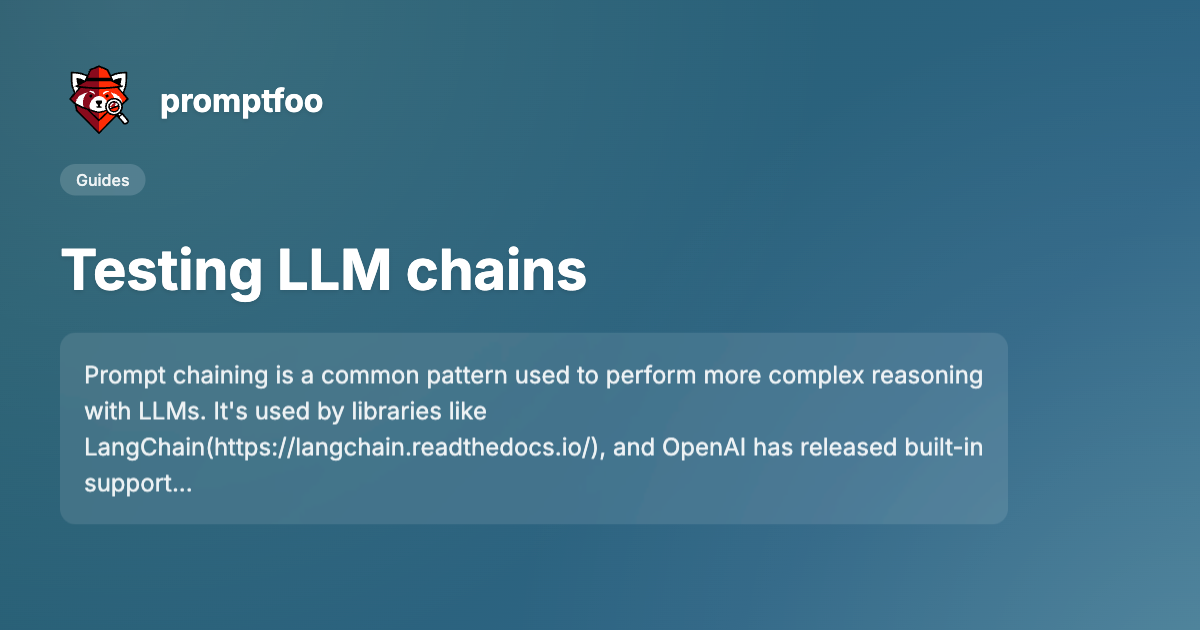 promptfoo
Guides
Testing LLM chains
Prompt chaining is a common pattern used to perform more complex reasoning
with LLMs. It's used by libraries like
LangChain(https://langchain.readthedocs.io/), and OpenAI has released built-in
support...